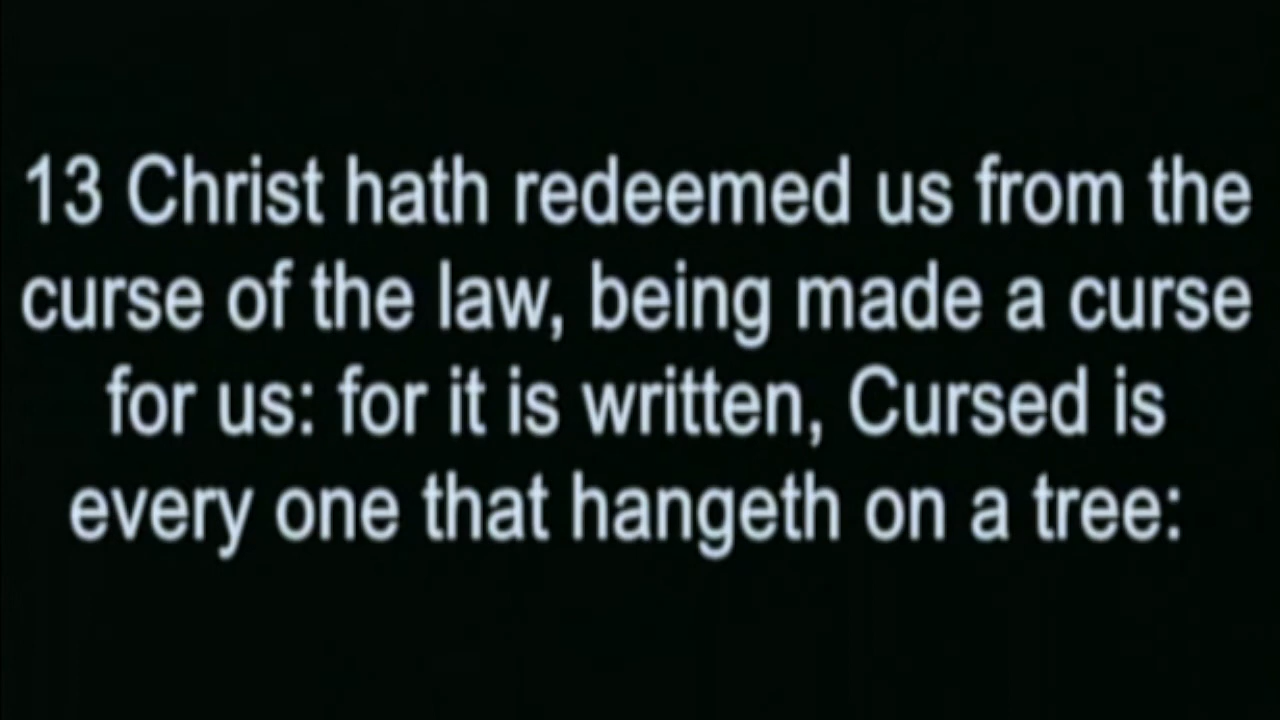 13 Christ hath redeemed us from the
curse of the law, being made a curse
for us: for it is written, Cursed is
every one that hangeth on a tree: